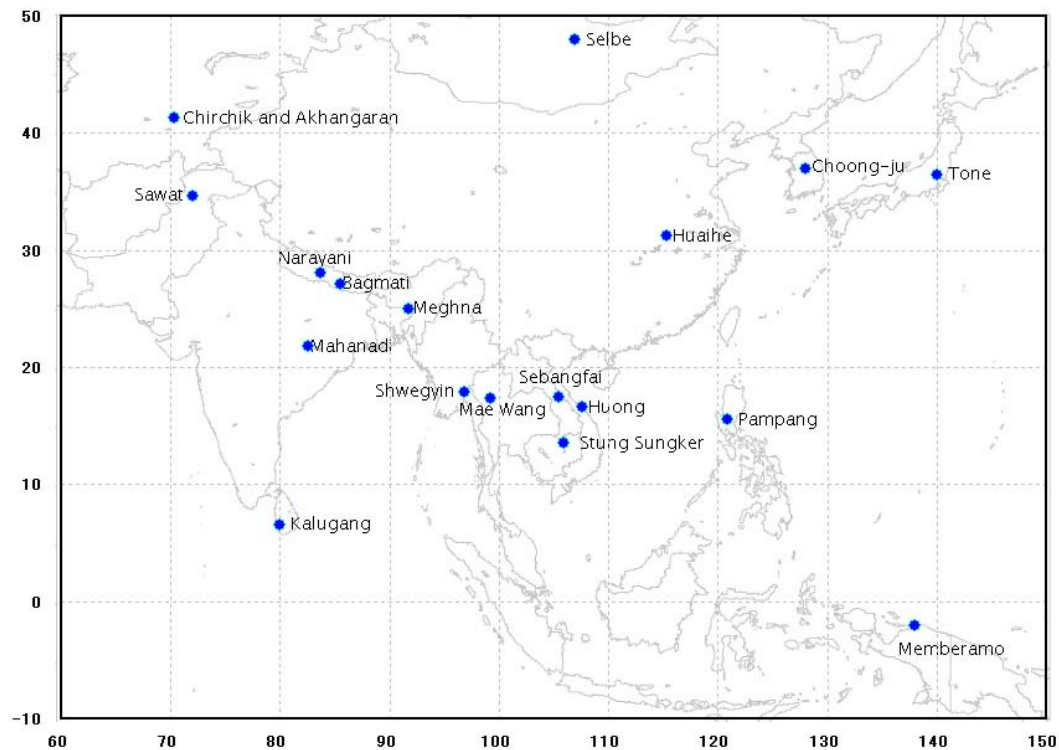 50
Selbe
Chirchik and Akhangaran
40
Choong-ju
Tone
Sawat
Huaihe
30
Narayani
Bagmati
Meghna
Mahanadi
20
Sebangfai
Shwegyin
Mae Wang
Huong
Pampang
Stung Sungker
10
Kalugang
0
Memberamo
-10
60 70 80 90 100 110 120 130 140 150